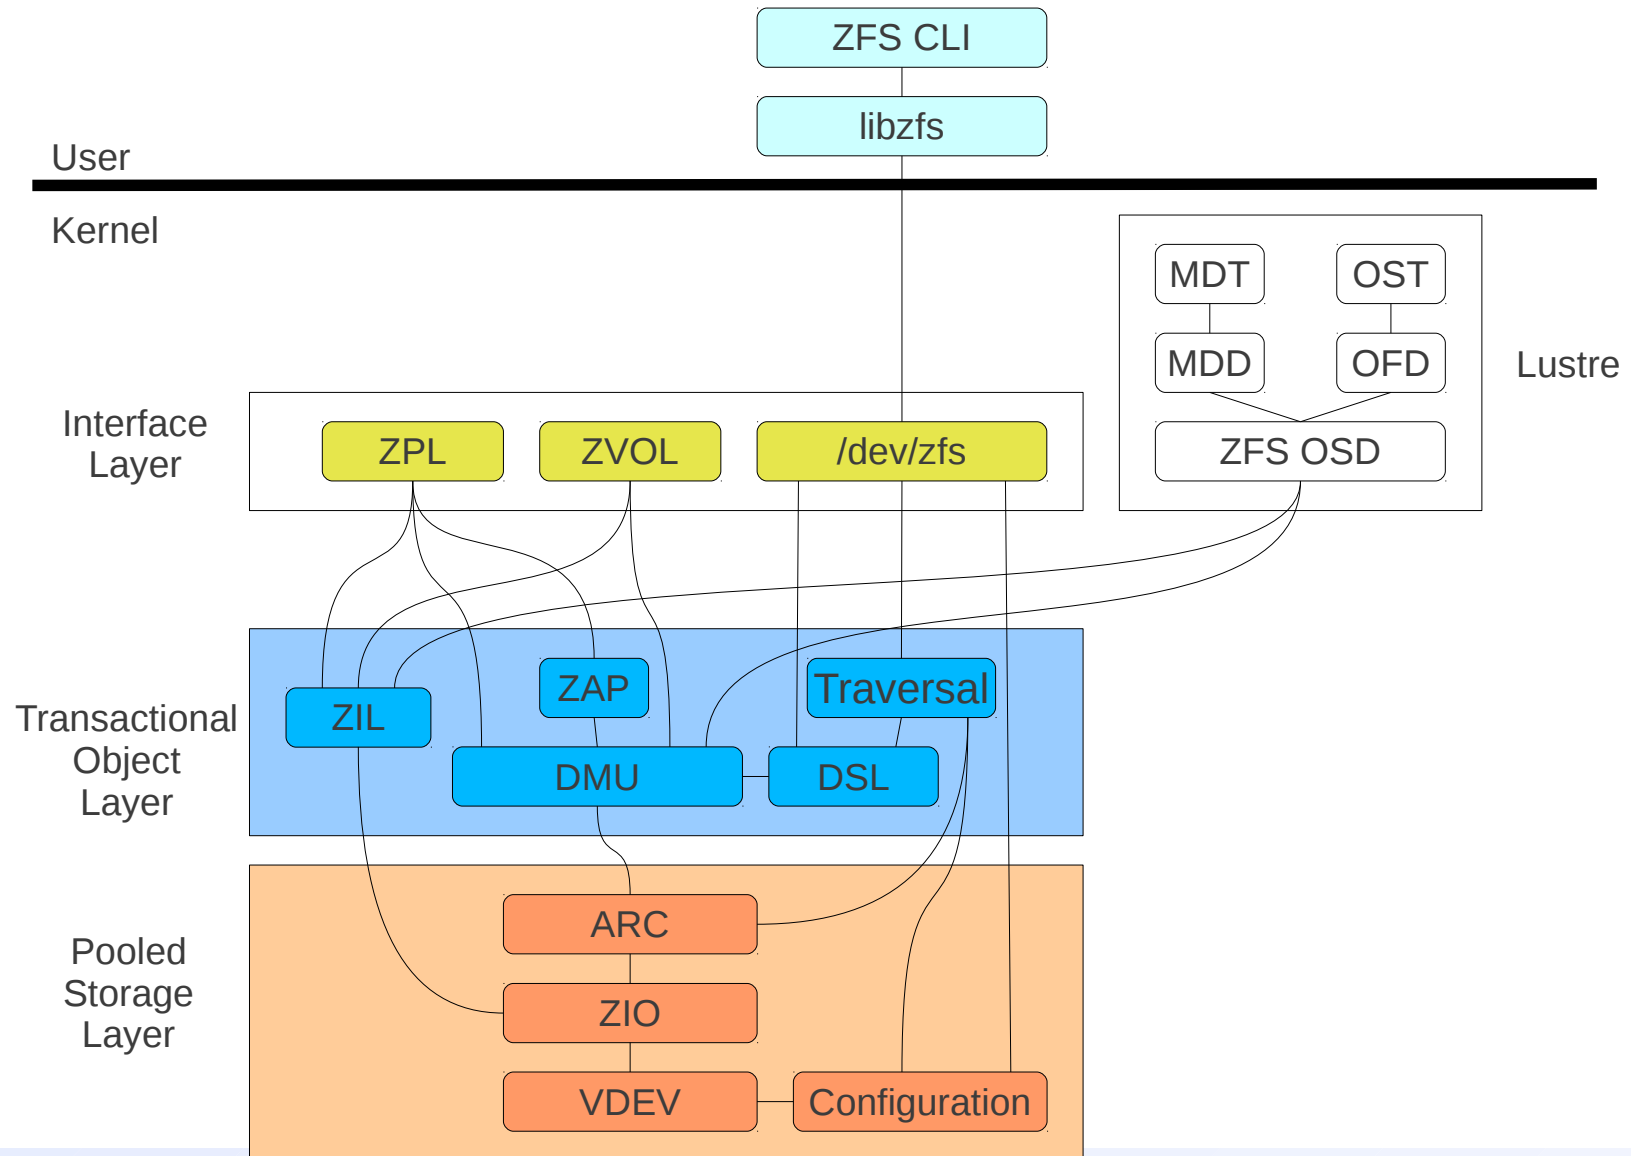 ZFS CLI
libzfs
User
Kernel
MDT
OST
MDD
OFD
Lustre
Interface
Layer
ZPL
ZVOL
/dev/zfs
ZFS OSD
Transactional
Object
Layer
ZIL
ZAP
Traversal
DMU
DSL
Pooled
Storage
Layer
ARC
ZIO
VDEV
Configuration